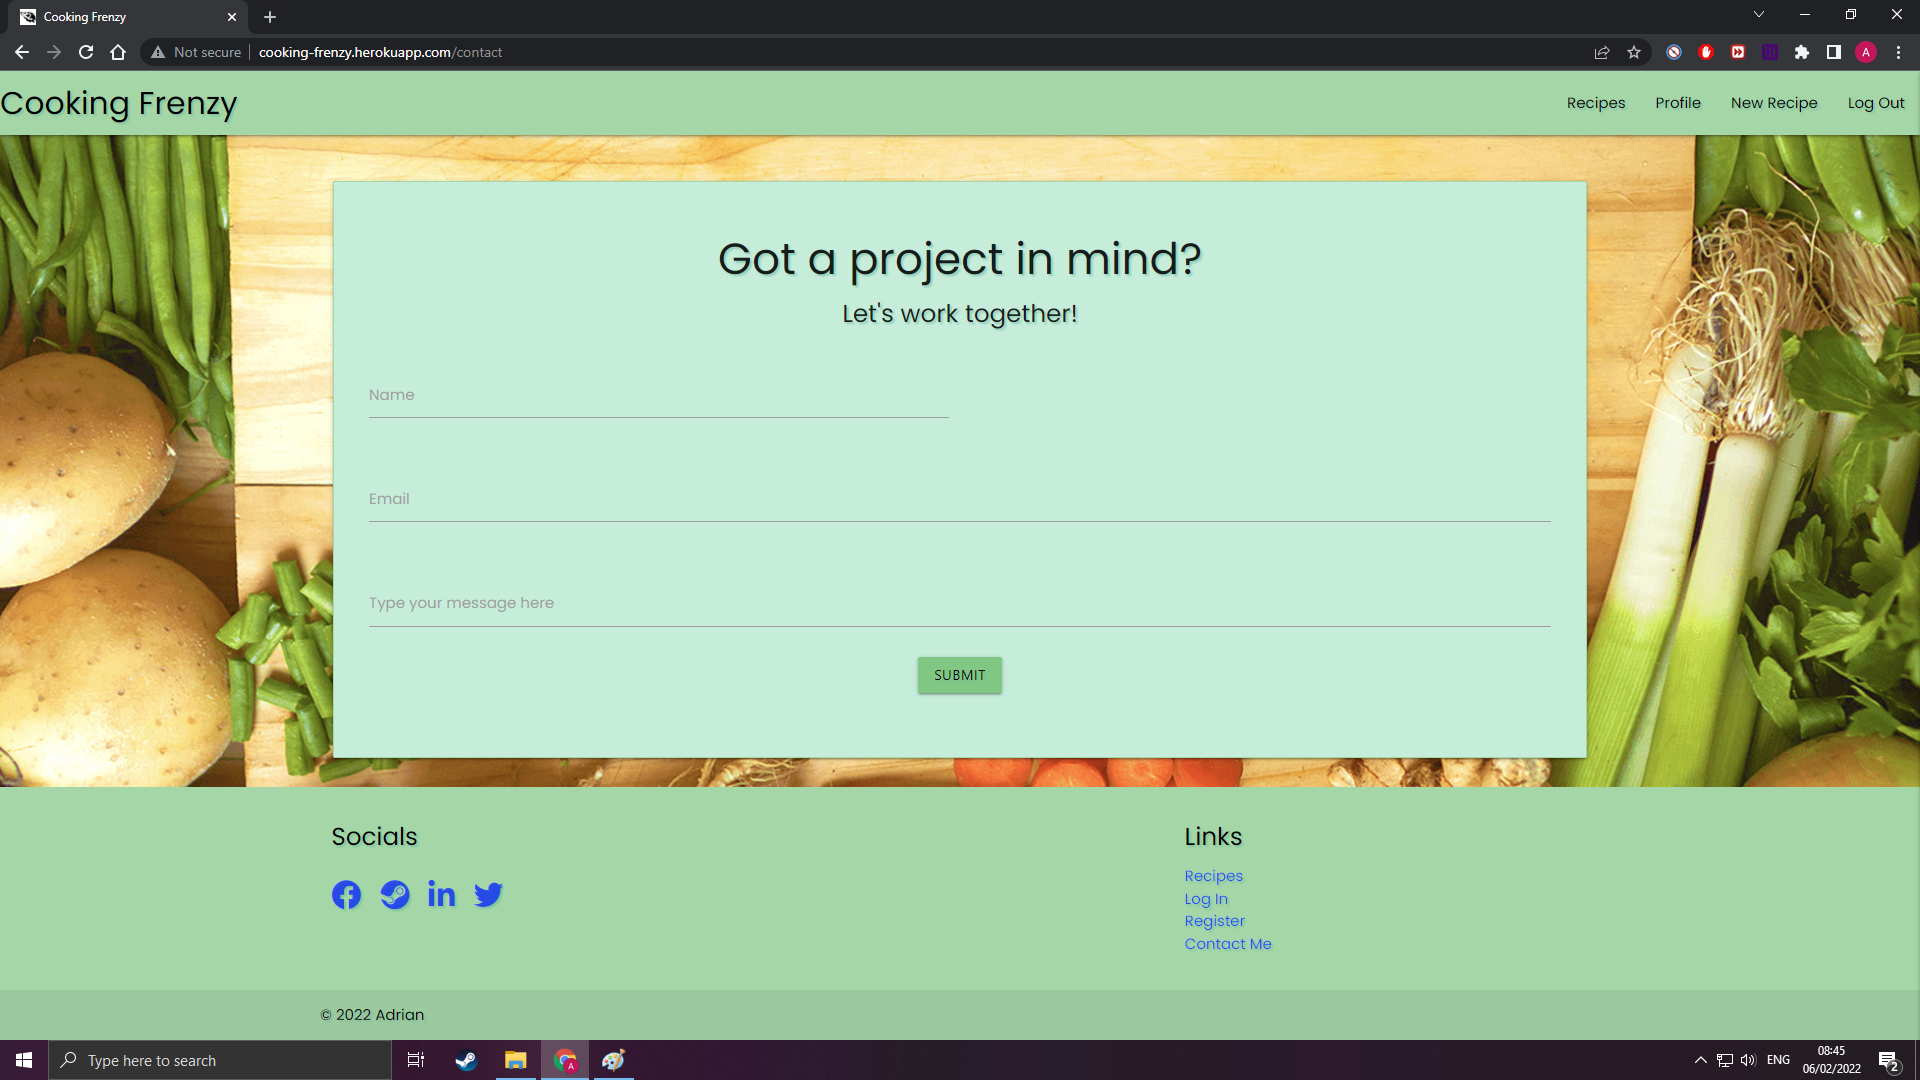 Cooking Frenzy
Not secure
cooking-frenzy.herokuapp.com/contact
A
Cooking Frenzy
Recipes
Profile
New Recipe
Log Out
Got a project in mind?
Let's work together!
Name
Email
Type your message here
SUBMIT
Socials
Links
Recipes
Log In
Register
Contact Me
© 2022 Adrian
Type here to search
A
ENG
08:45
06/02/2022
2